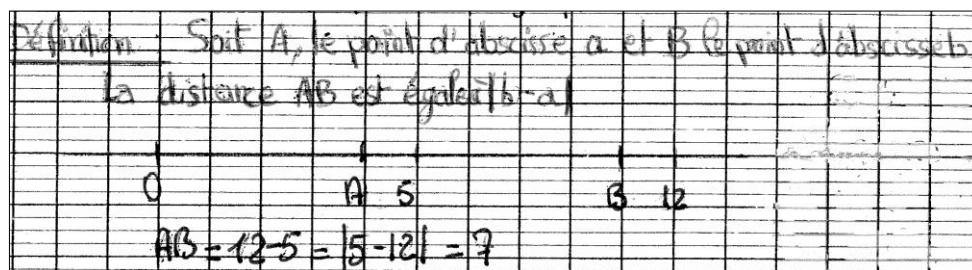 Définition : Soit A, le point d'abscisse a et B le point d'abscisse b.
La distance AB est égale à |b-a|
O A 5 B 12
AB = 12-5 = |5-12| = 7